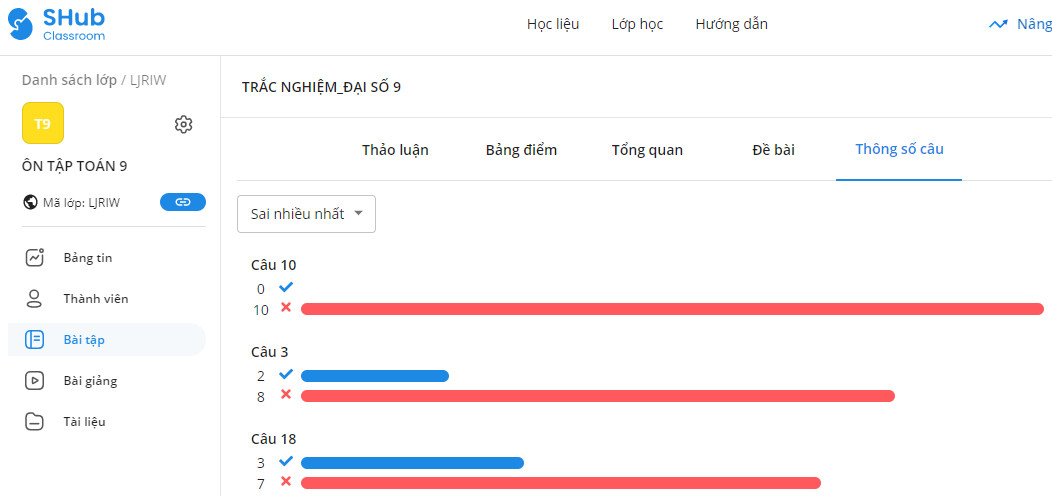 SHub
Classroom
Học liệu
Lớp học
Hướng dẫn
Nâng
Danh sách lớp / LJRIW
T9
ÔN TẬP TOÁN 9
Mã lớp: LJRIW
Bảng tin
Thành viên
Bài tập
Bài giảng
Tài liệu
TRẮC NGHIỆM_ĐẠI SỐ 9
Thảo luận
Bảng điểm
Tổng quan
Đề bài
Thông số câu
Sai nhiều nhất
Câu 10
0
10
Câu 3
2
8
Câu 18
3
7